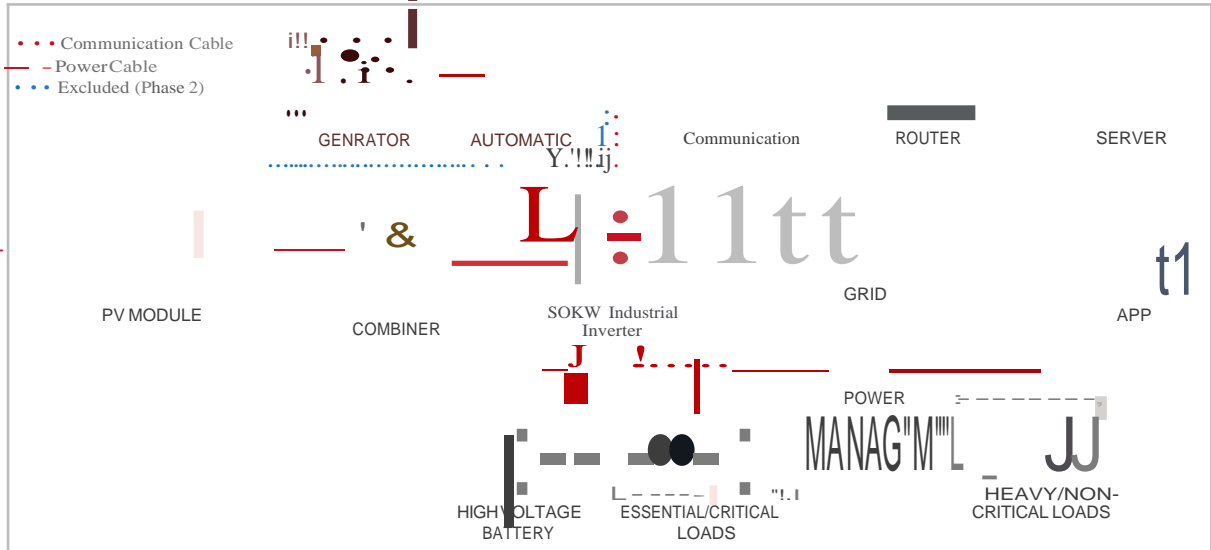 Communication Cable
PowerCable
Excluded (Phase 2)
GENRATOR
AUTOMATIC
Communication
ROUTER
SERVER
PV MODULE
COMBINER
SOKW Industrial
Inverter
GRID
APP
POWER
HIGH VOLTAGE
BATTERY
ESSENTIAL/CRITICAL
LOADS
HEAVY/NON-
CRITICAL LOADS